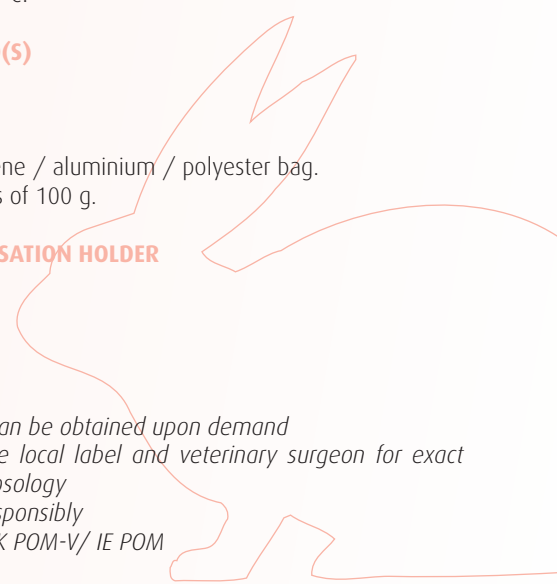 (S)
ene / aluminium / polyester bag.
s of 100 g.
SATION HOLDER
an be obtained upon demand
e local label and veterinary surgeon for exact
osology
sponsibly
K POM-V/ IE POM